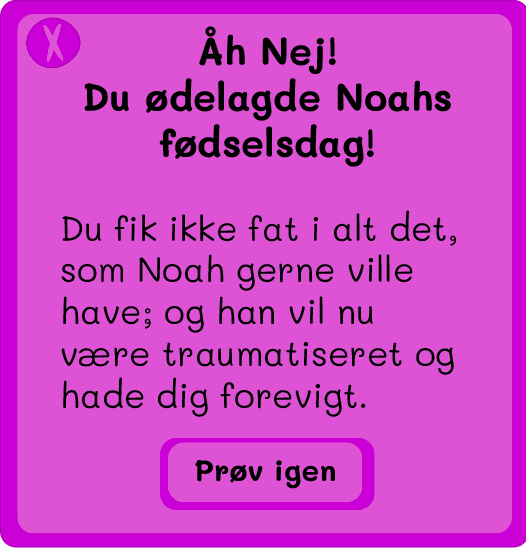 X
Åh Nej!
Du ødelagde Noahs
fødselsdag!
Du fik ikke fat i alt det,
som Noah gerne ville
have; og han vil nu
være traumatiseret og
hade dig forevigt.
Prøv igen